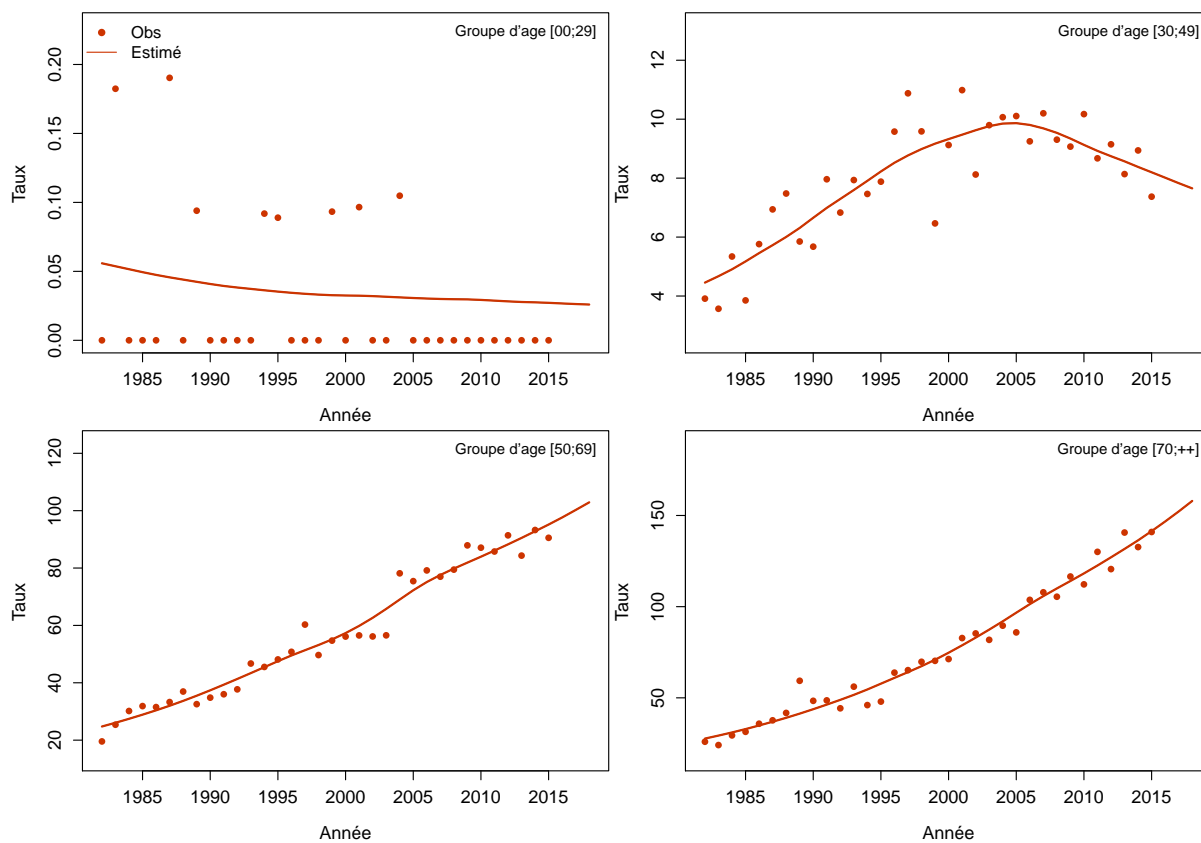 Obs
Estimé
Groupe d'age [00;29]
Taux
0.20
0.15
0.10
0.05
0.00
1985 1990 1995 2000 2005 2010 2015
Année
Groupe d'age [30;49]
Taux
12
10
8
6
4
1985 1990 1995 2000 2005 2010 2015
Année
Groupe d'age [50;69]
Taux
120
100
80
60
40
20
1985 1990 1995 2000 2005 2010 2015
Année
Groupe d'age [70;++]
Taux
150
100
50
1985 1990 1995 2000 2005 2010 2015
Année